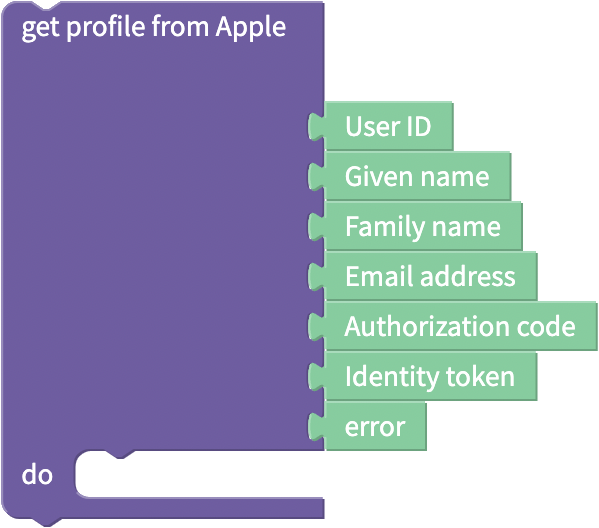 get profile from Apple
User ID
Given name
Family name
Email address
Authorization code
Identity token
error
do